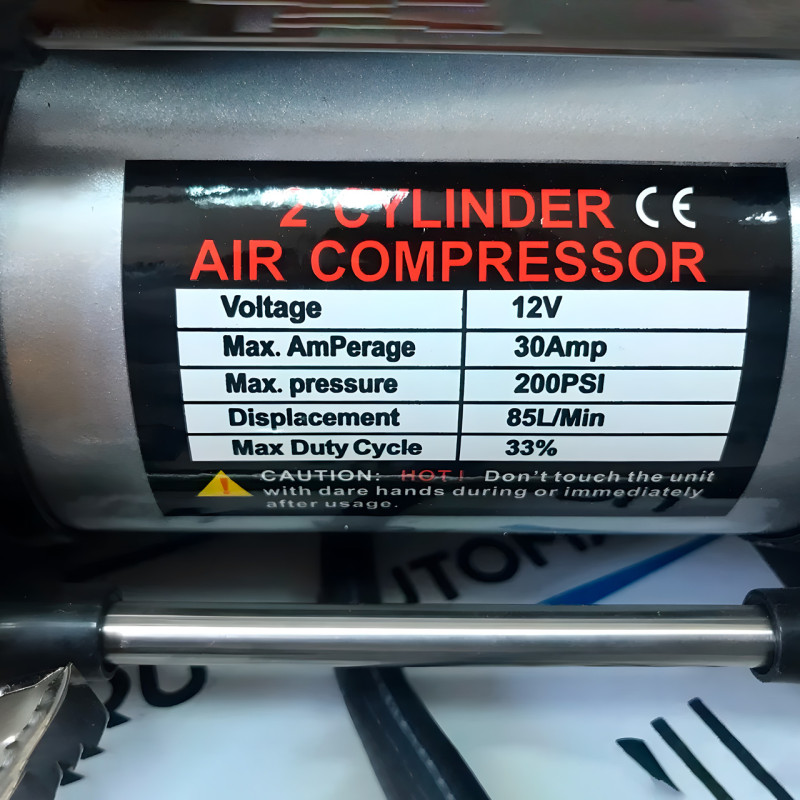 2 CYLINDER CE
AIR COMPRESSOR
Voltage 12V
Max. AmPerage 30Amp
Max. pressure 200PSI
Displacement 85L/Min
Max Duty Cycle 33%
CAUTION: HOT! Don't touch the unit
with dare hands during or immediately
after usage.